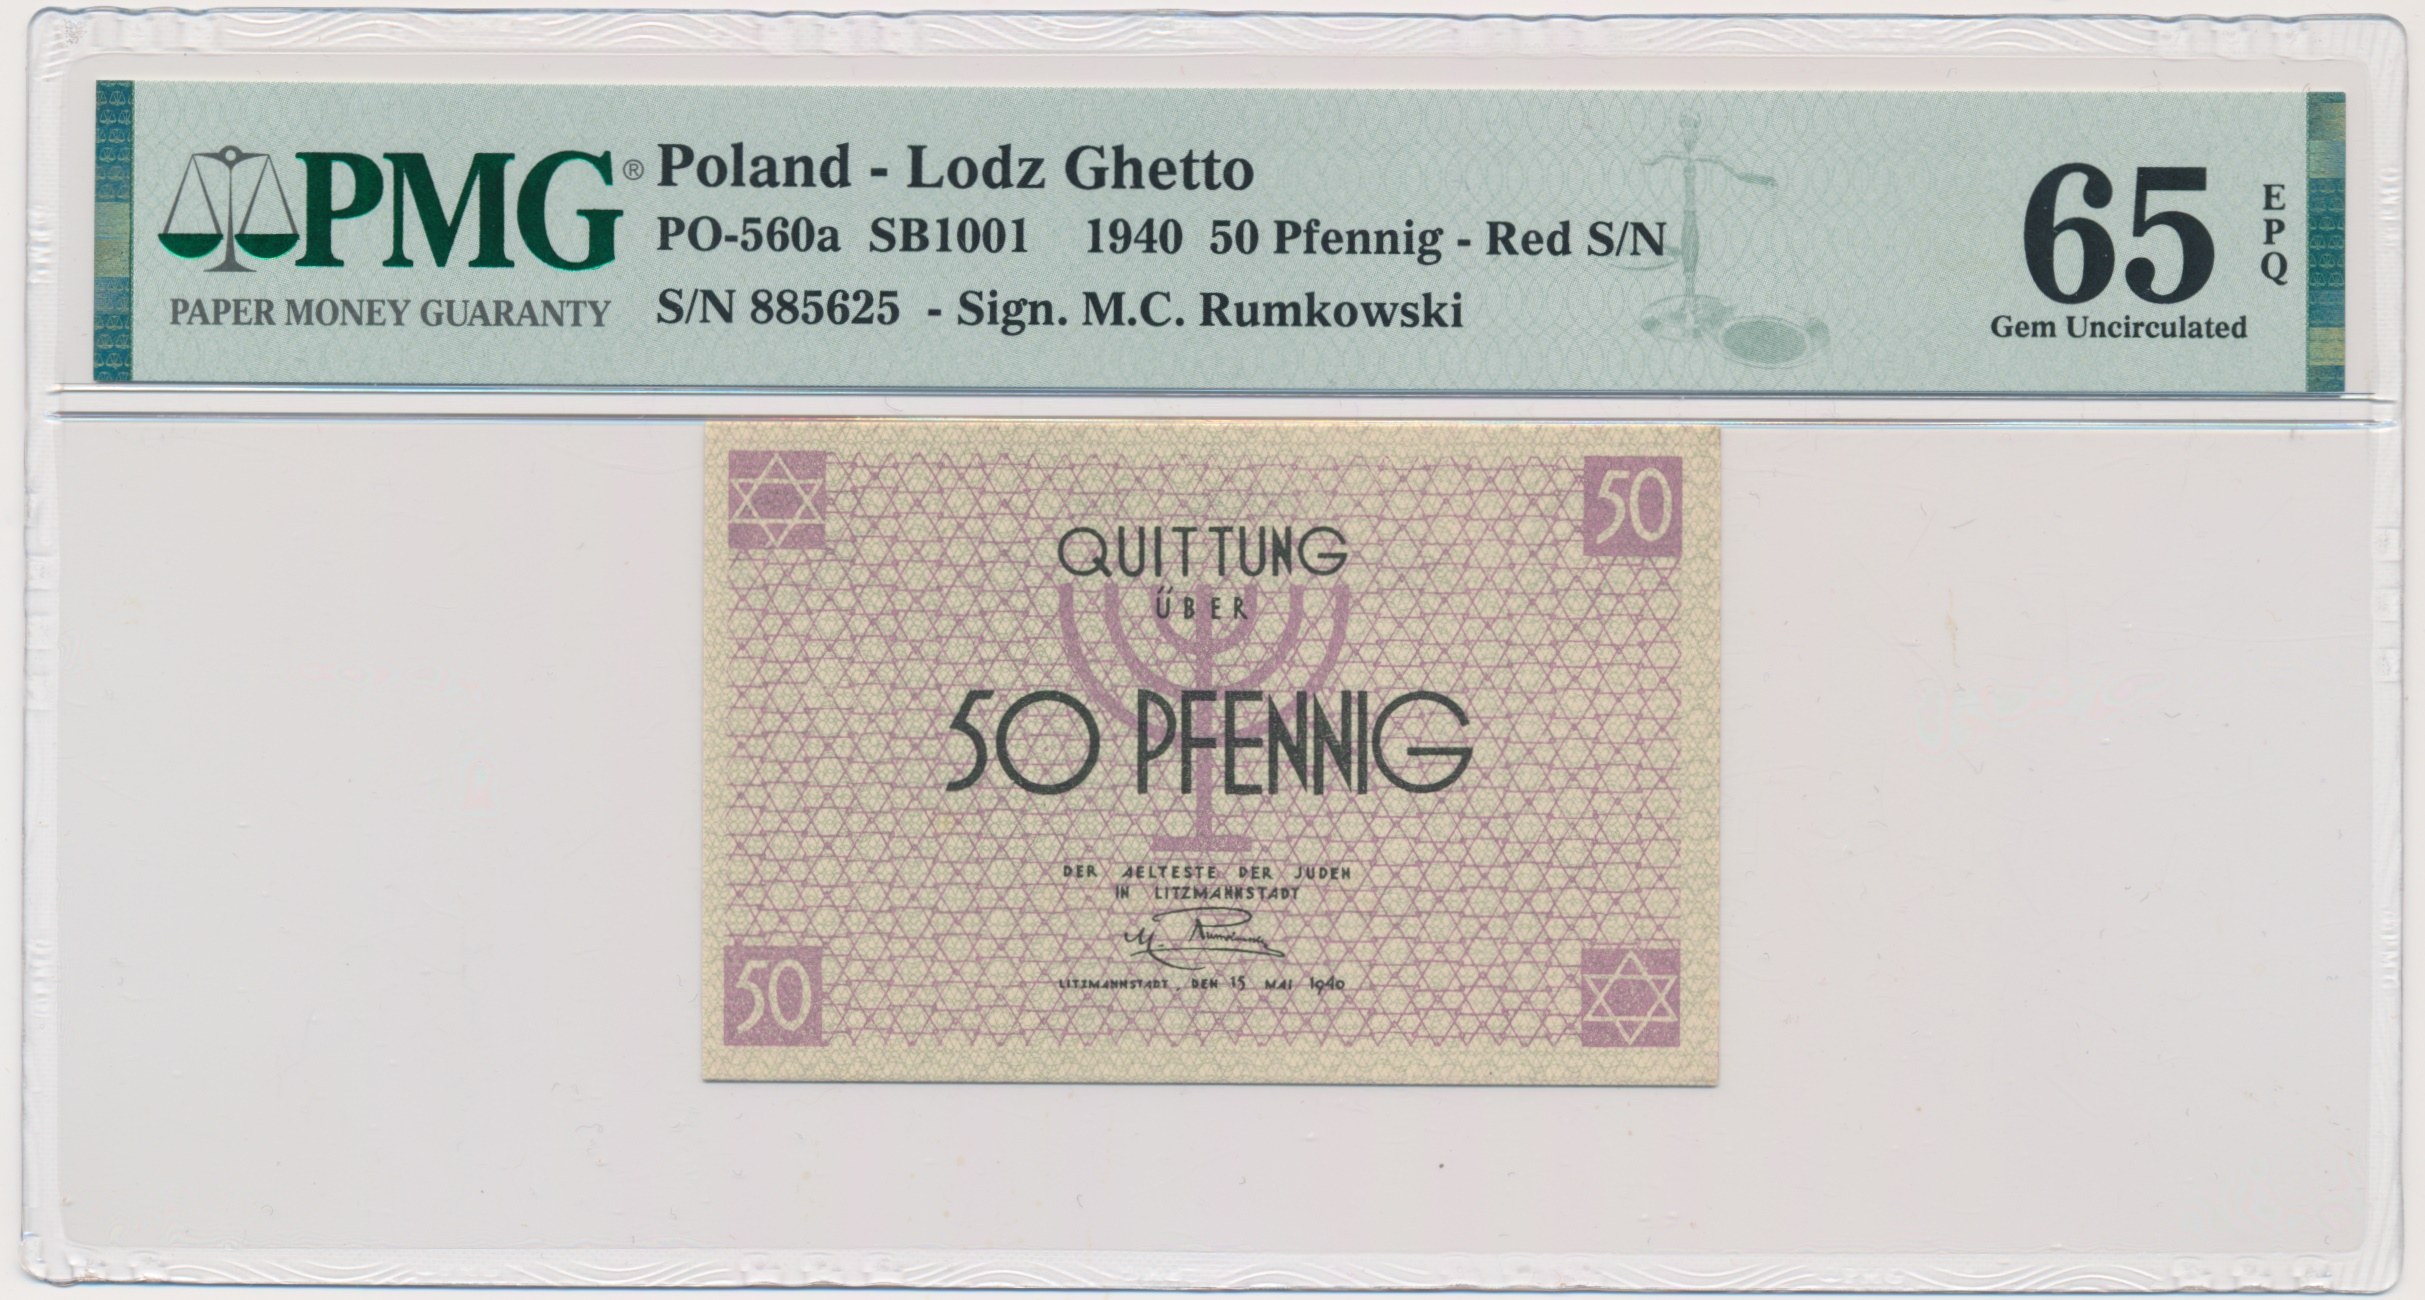 PMG®
PAPER MONEY GUARANTY
Poland - Lodz Ghetto
PO-560a SB1001 1940 50 Pfennig - Red S/N
S/N 885625 - Sign. M.C. Rumkowski
65
EPQ
Gem Uncirculated
50
QUITTUNG
ÜBER
50 PFENNIG
DER AELTESTE DER JUDEN
IN LITZMANNSTADT
M. Rumkowski
LITZMANNSTADT, DEN 15 MAI 1940
50